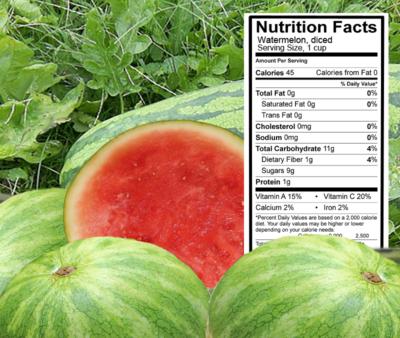 Nutrition Facts
Watermelon, diced
Serving Size, 1 cup
Amount Per Serving
Calories 45 Calories from Fat 0
% Daily Value*
Total Fat 0g 0%
Saturated Fat 0g 0%
Trans Fat 0g
Cholesterol 0mg 0%
Sodium 0mg 0%
Total Carbohydrate 11g 4%
Dietary Fiber 1g 4%
Sugars 9g
Protein 1g
Vitamin A 15% • Vitamin C 20%
Calcium 2% • Iron 2%
*Percent Daily Values are based on a 2,000 calorie
diet. Your daily values may be higher or lower
depending on your calorie needs.
2,500